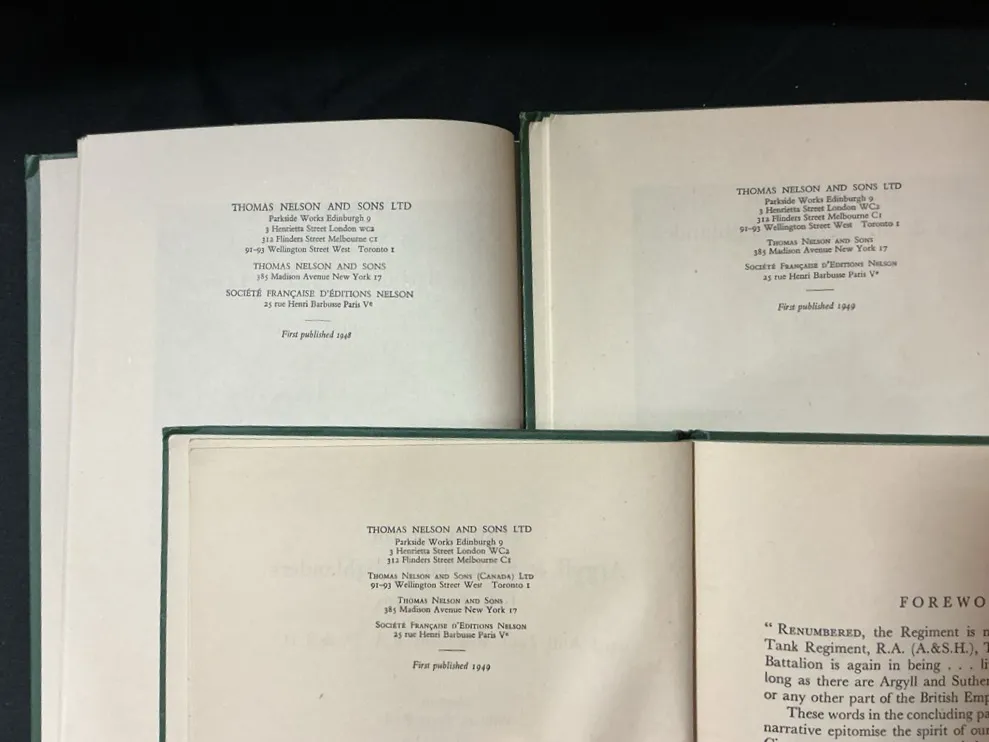 THOMAS NELSON AND SONS LTD
Parkside Works Edinburgh 9
3 Henrietta Street London WC2
312 Flinders Street Melbourne C1
91-93 Wellington Street West Toronto 1
THOMAS NELSON AND SONS
385 Madison Avenue New York 17
SOCIÉTÉ FRANÇAISE D'ÉDITIONS NELSON
25 rue Henri Barbusse Paris Ve
First published 1948
THOMAS NELSON AND SONS LTD
Parkside Works Edinburgh 9
3 Henrietta Street London WC2
312 Flinders Street Melbourne C1
91-93 Wellington Street West Toronto 1
THOMAS NELSON AND SONS
385 Madison Avenue New York 17
SOCIÉTÉ FRANÇAISE D'EDITIONS NELSON
25 rue Henri Barbusse Paris Ve
First published 1949
THOMAS NELSON AND SONS LTD
Parkside Works Edinburgh 9
3 Henrietta Street London WC2
312 Flinders Street Melbourne C1
THOMAS NELSON AND SONS (CANADA) LTD
91-93 Wellington Street West Toronto 1
THOMAS NELSON AND SONS
385 Madison Avenue New York 17
SOCIÉTÉ FRANÇAISE D'EDITIONS NELSON
25 rue Henri Barbusse Paris Ve
First published 1949
FOREWO
" RENUMBERED, the Regiment is
Tank Regiment, R.A. (A.&S.H.),
Battalion is again in being . . .
long as there are Argyll and Suther
or any other part of the British Emp
These words in the concluding pa
narrative epitomise the spirit of our